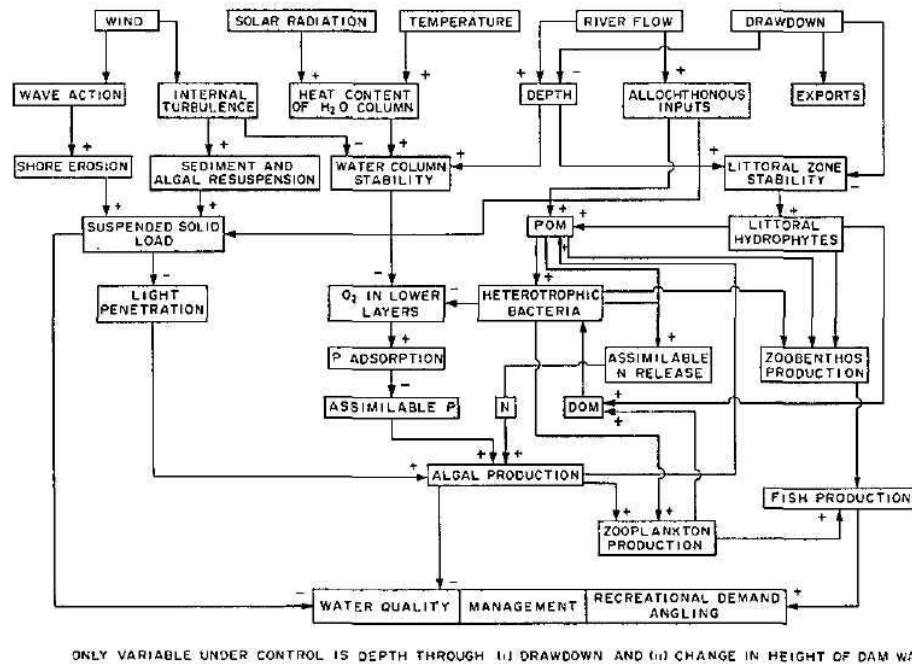 WIND
SOLAR RADIATION
TEMPERATURE
RIVER FLOW
DRAWDOWN
+
+
+
-
+
WAVE ACTION
INTERNAL
TURBULENCE
HEAT CONTENT
OF H2O COLUMN
DEPTH
ALLOCHTHONOUS
INPUTS
EXPORTS
+
+
-
+
+
+
SHORE EROSION
SEDIMENT AND
ALGAL RESUSPENSION
WATER COLUMN
STABILITY
LITTORAL ZONE
STABILITY
-
+
+
+
+
SUSPENDED SOLID
LOAD
+
POM
+
+
LITTORAL
HYDROPHYTES
-
-
+
LIGHT
PENETRATION
O2 IN LOWER
LAYERS
-
HETEROTROPHIC
BACTERIA
+
+
+
+
+
P ADSORPTION
ASSIMILABLE
N RELEASE
ZOOBENTHOS
PRODUCTION
-
ASSIMILABLE P
N
DOM
+
+
+
+
+
ALGAL PRODUCTION
+
+
FISH PRODUCTION
+
ZOOPLANKTON
PRODUCTION
-
-
+
WATER QUALITY
MANAGEMENT
RECREATIONAL DEMAND
ANGLING
ONLY VARIABLE UNDER CONTROL IS DEPTH THROUGH (i) DRAWDOWN AND (ii) CHANGE IN HEIGHT OF DAM WA